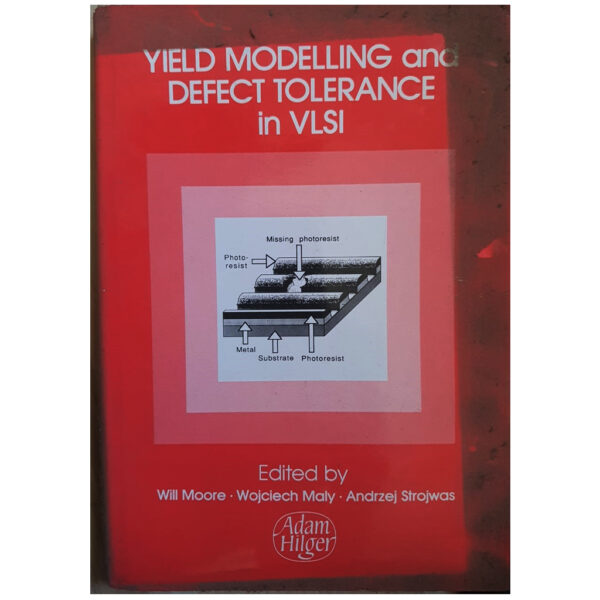 YIELD MODELLING and
DEFECT TOLERANCE
in VLSI
Missing photoresist
Photo-
resist
Metal
Substrate Photoresist
Edited by
Will Moore · Wojciech Maly · Andrzej Strojwas
Adam
Hilger